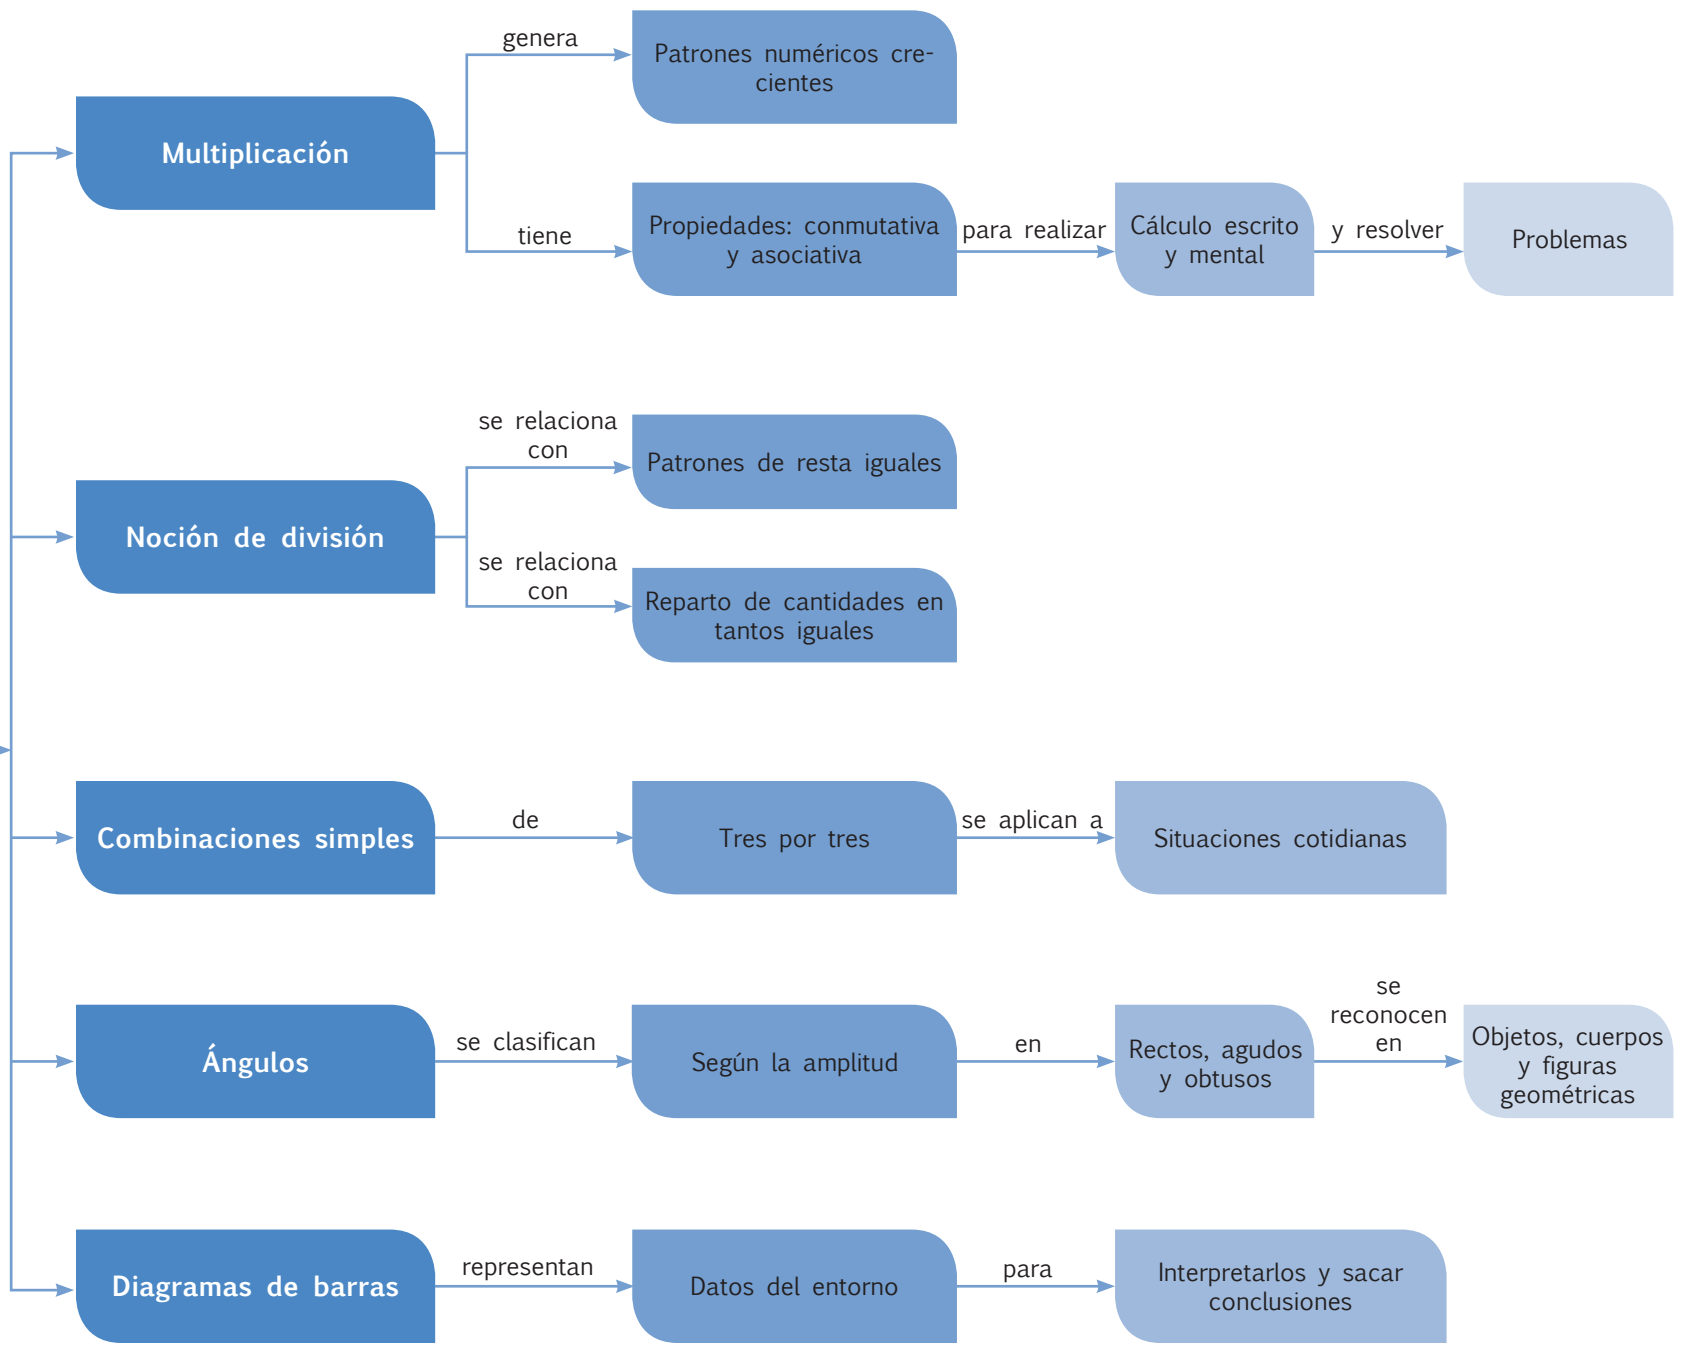 genera
Patrones numéricos cre-
cientes
Multiplicación
tiene
Propiedades: conmutativa
y asociativa
para realizar
Cálculo escrito
y mental
y resolver
Problemas
se relaciona
con
Patrones de resta iguales
Noción de división
se relaciona
con
Reparto de cantidades en
tantos iguales
Combinaciones simples
de
Tres por tres
se aplican a
Situaciones cotidianas
Ángulos
se clasifican
Según la amplitud
en
Rectos, agudos
y obtusos
se
reconocen
en
Objetos, cuerpos
y figuras
geométricas
Diagramas de barras
representan
Datos del entorno
para
Interpretarlos y sacar
conclusiones